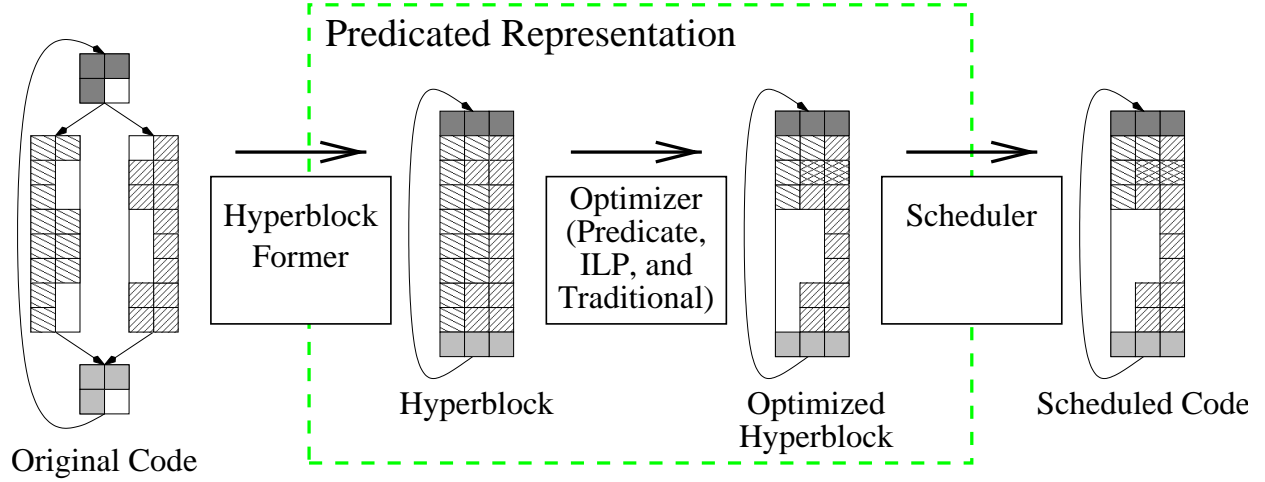 Predicated Representation
Hyperblock
Former
Optimizer
(Predicate,
ILP, and
Traditional)
Scheduler
Original Code
Hyperblock
Optimized
Hyperblock
Scheduled Code